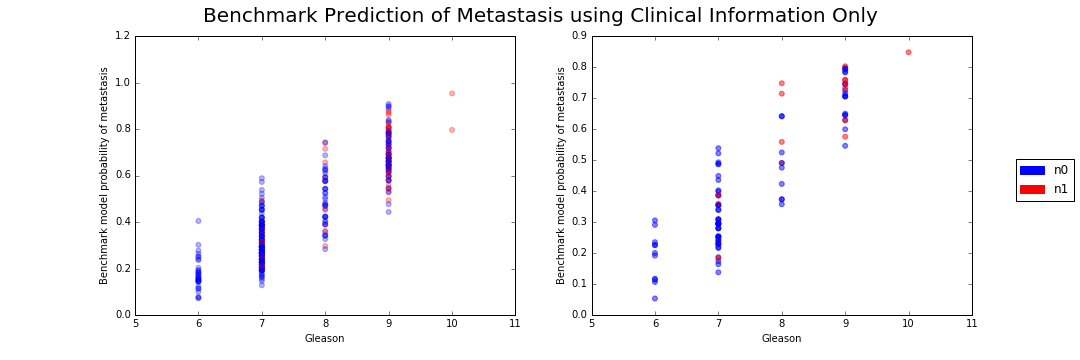 Benchmark Prediction of Metastasis using Clinical Information Only
Benchmark model probability of metastasis
1.2
1.0
0.8
0.6
0.4
0.2
0.0
5 6 7 8 9 10 11
Gleason
Benchmark model probability of metastasis
0.9
0.8
0.7
0.6
0.5
0.4
0.3
0.2
0.1
0.0
5 6 7 8 9 10 11
Gleason
n0
n1